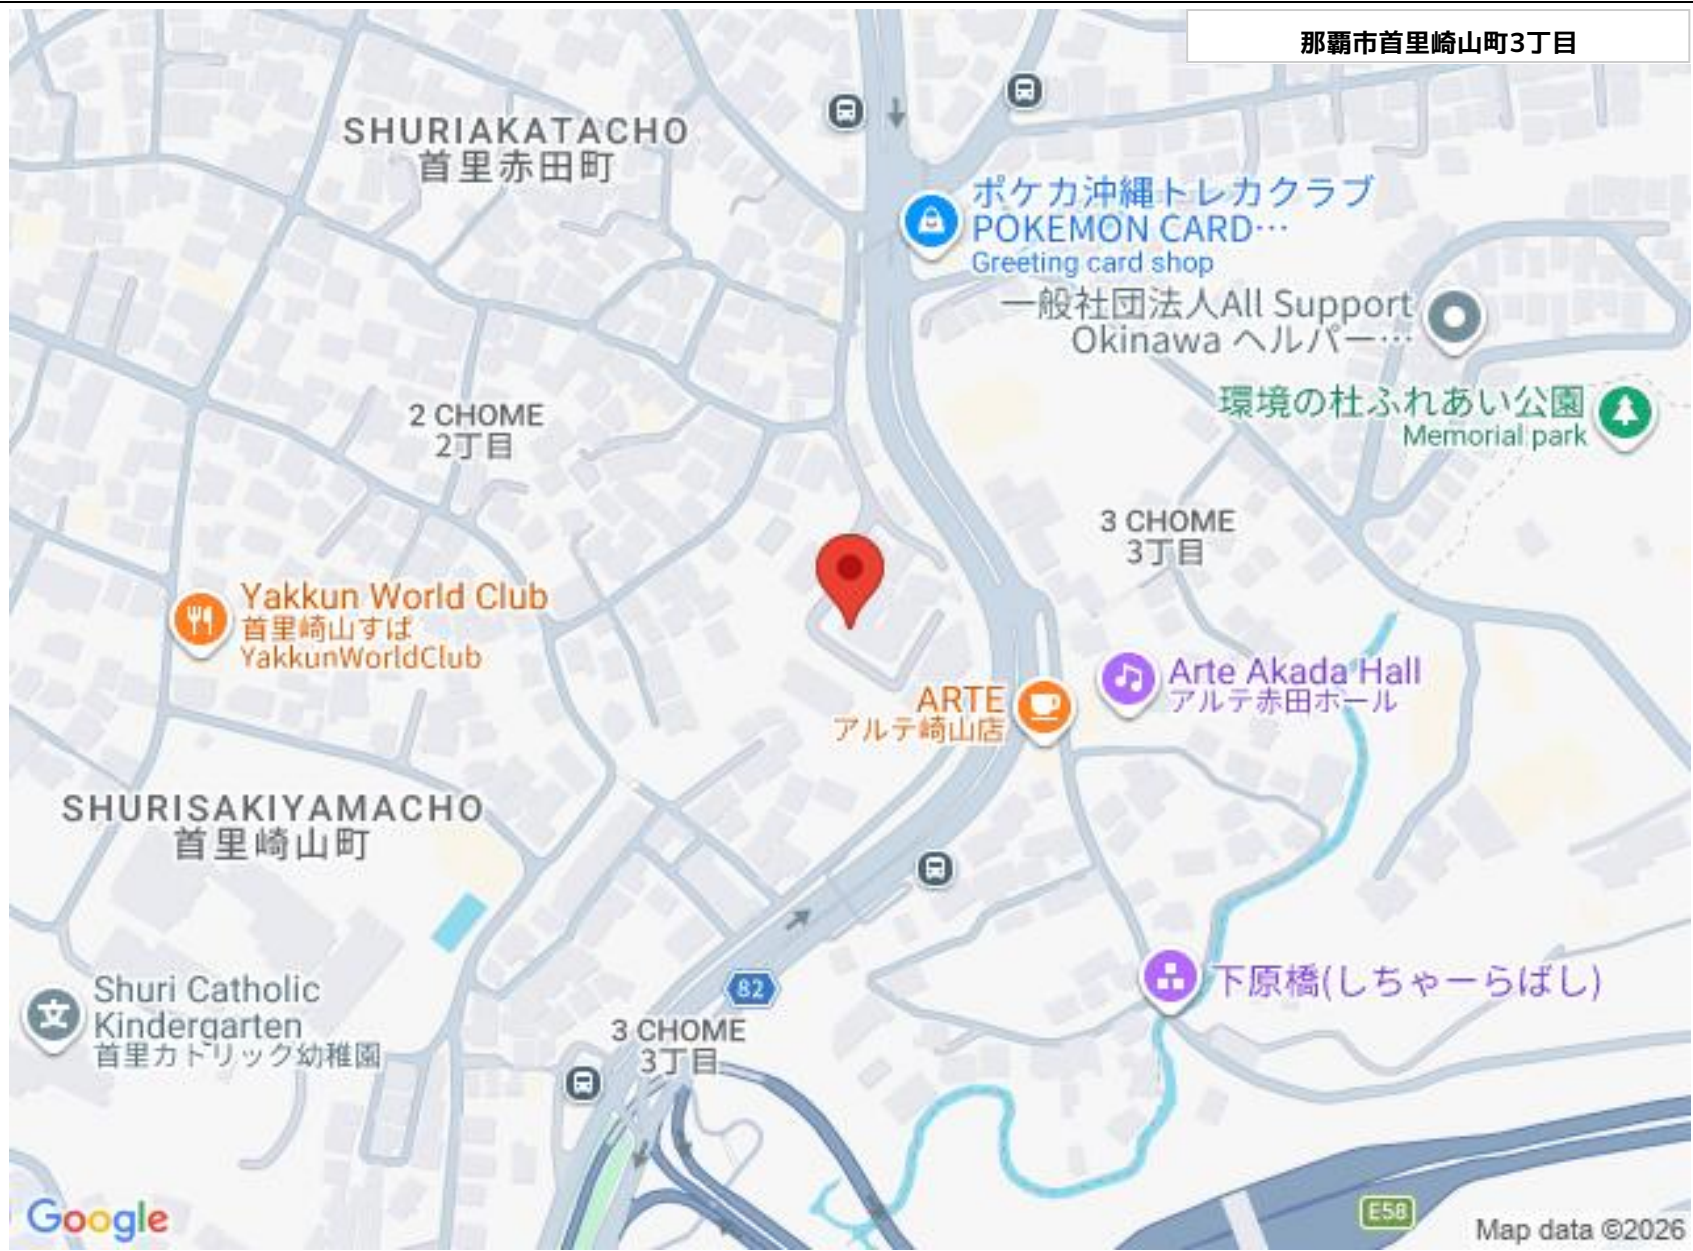 那覇市首里崎山町3丁目
SHURIAKATACHO
首里赤田町
ポケカ沖縄トレカクラブ
POKEMON CARD…
Greeting card shop
一般社団法人All Support
Okinawa ヘルパー…
環境の杜ふれあい公園
Memorial park
2 CHOME
2丁目
3 CHOME
3丁目
Yakkun World Club
首里崎山すば
YakkunWorldClub
Arte Akada Hall
アルテ赤田ホール
ARTE
アルテ崎山店
SHURISAKIYAMACHO
首里崎山町
下原橋(しちゃーらばし)
82
Shuri Catholic
Kindergarten
首里カトリック幼稚園
3 CHOME
3丁目
E58
Google
Map data ©2026